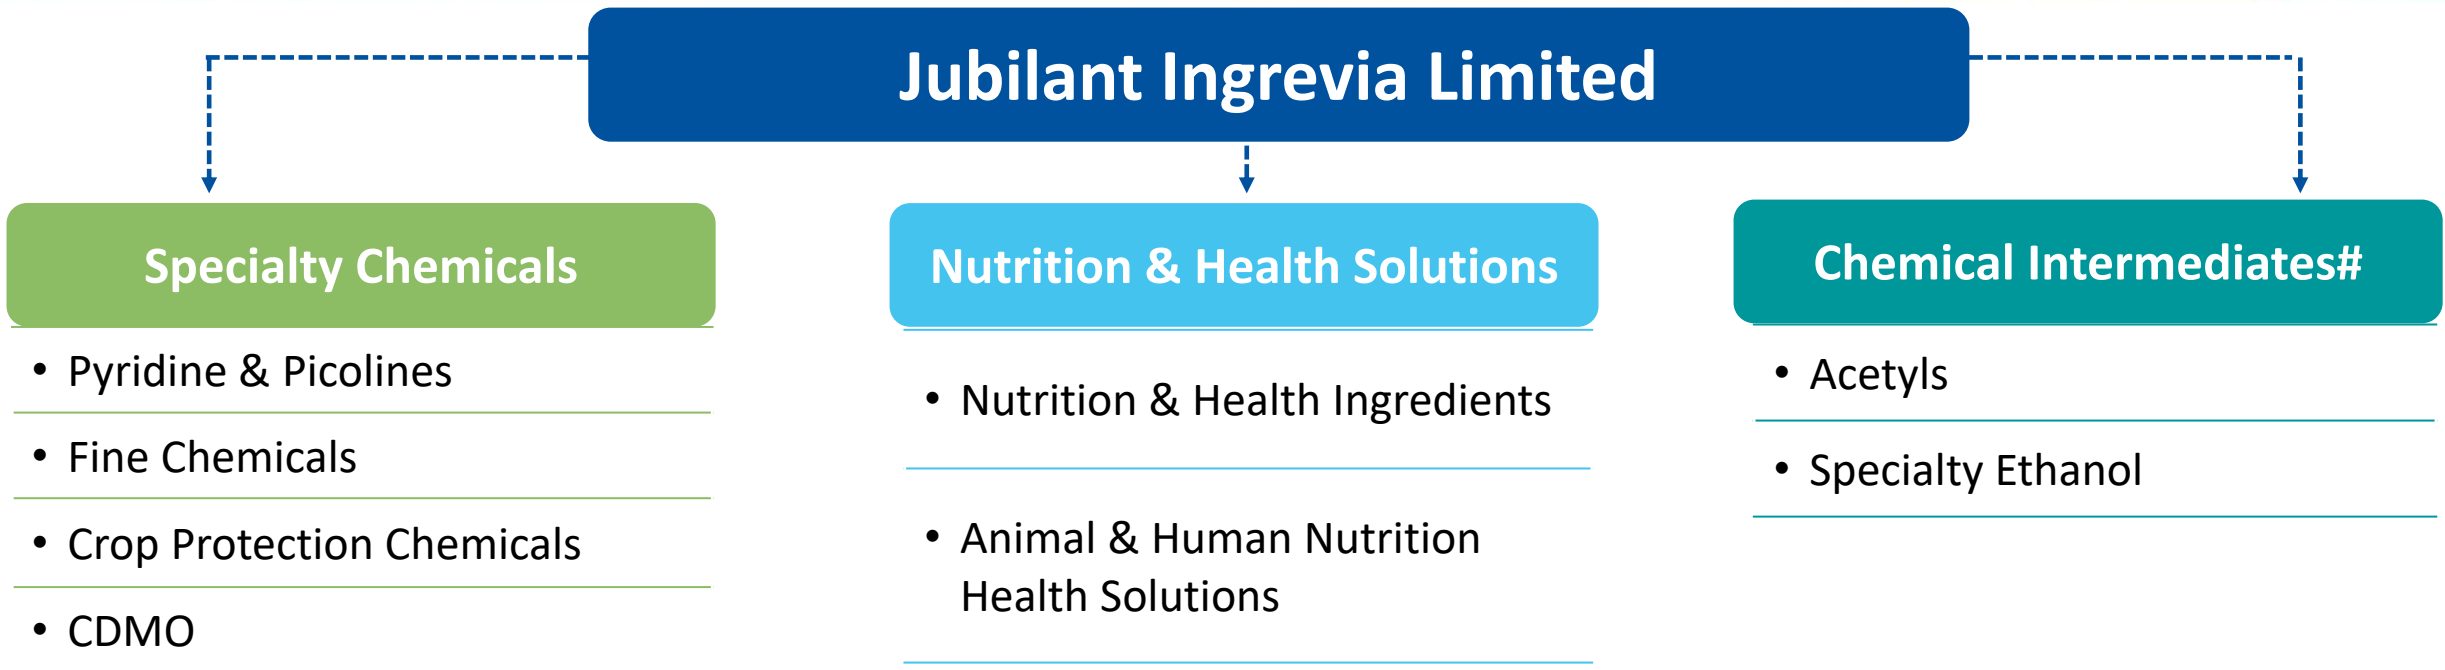 Jubilant Ingrevia Limited
Specialty Chemicals
• Pyridine & Picolines
• Fine Chemicals
• Crop Protection Chemicals
• CDMO
Nutrition & Health Solutions
• Nutrition & Health Ingredients
• Animal & Human Nutrition
Health Solutions
Chemical Intermediates#
• Acetyls
• Specialty Ethanol